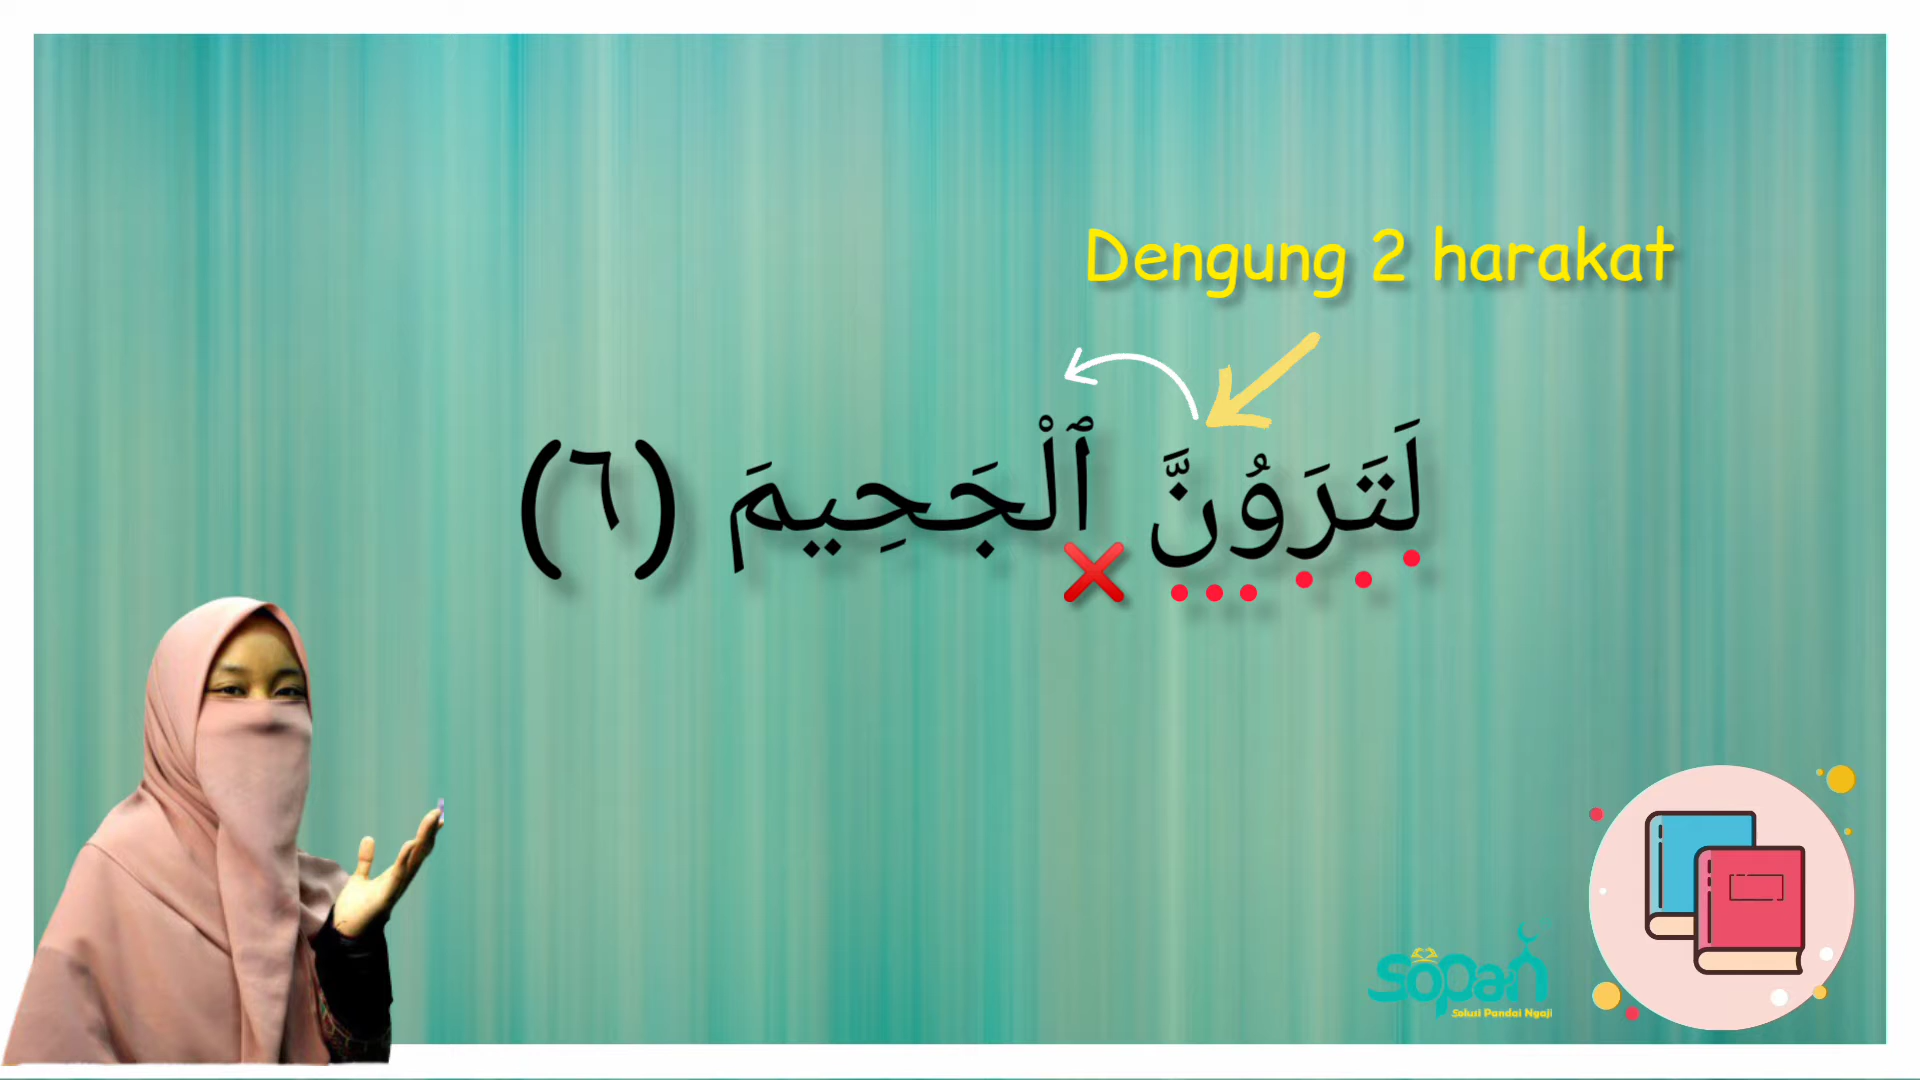 Dengung 2 harakat
لَتَرَوُنَّ ٱلْجَحِيمَ (٦)
sopan
Solusi Pandai Ngaji